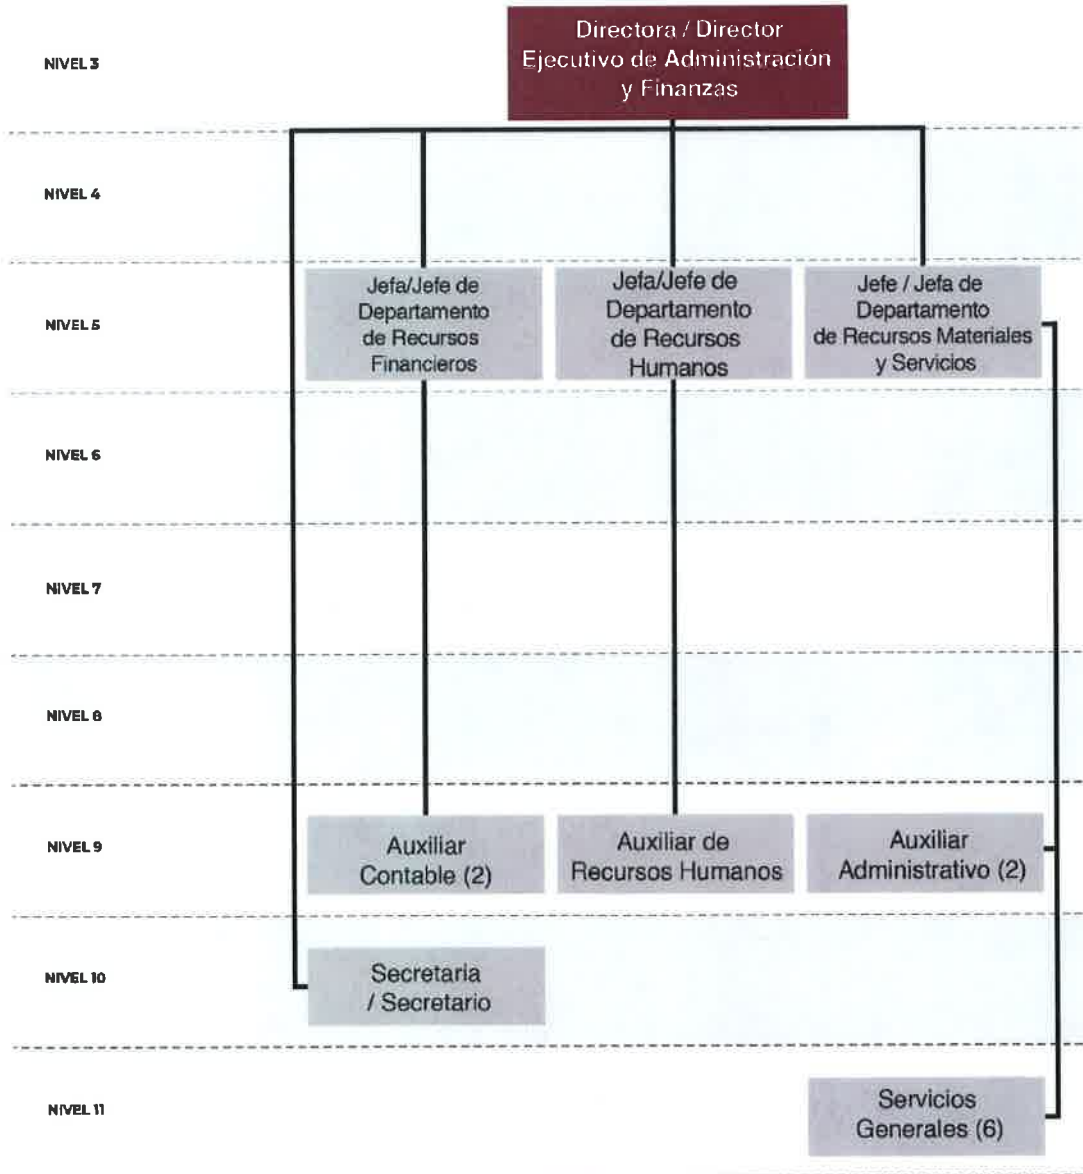 Directora / Director
Ejecutivo de Administración
y Finanzas
NIVEL 3
NIVEL 4
NIVEL 5
Jefa/Jefe de
Departamento
de Recursos
Financieros
Jefa/Jefe de
Departamento
de Recursos
Humanos
Jefe / Jefa de
Departamento
de Recursos Materiales
y Servicios
NIVEL 6
NIVEL 7
NIVEL 8
NIVEL 9
Auxiliar
Contable (2)
Auxiliar de
Recursos Humanos
Auxiliar
Administrativo (2)
NIVEL 10
Secretaria
/ Secretario
NIVEL 11
Servicios
Generales (6)